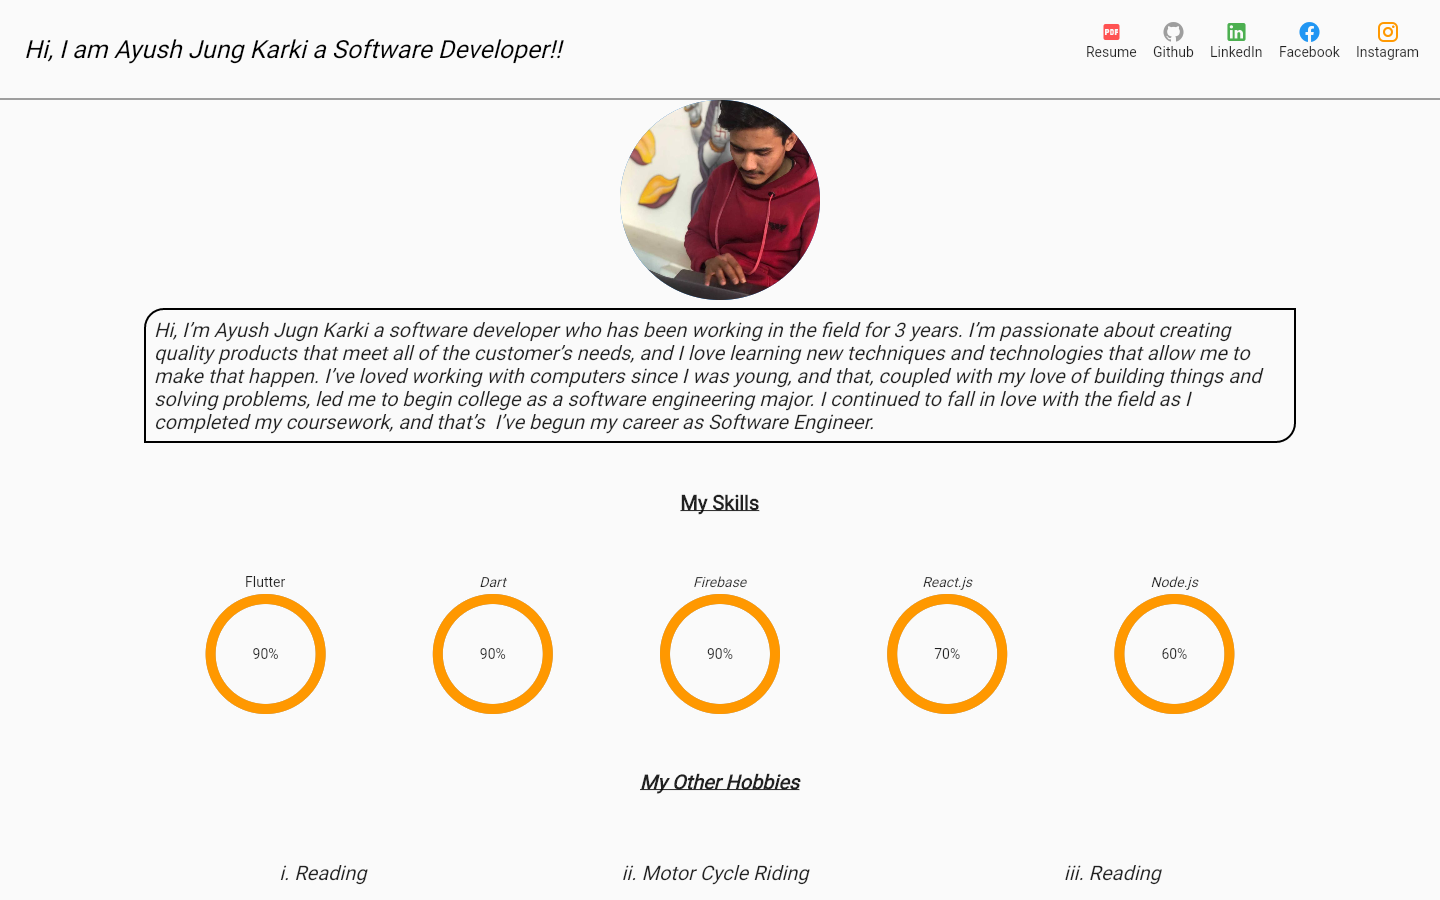 Hi, I am Ayush Jung Karki a Software Developer!!
PDF
Resume
Github
in
LinkedIn
Facebook
Instagram
Hi, I’m Ayush Jugn Karki a software developer who has been working in the field for 3 years. I’m passionate about creating
quality products that meet all of the customer’s needs, and I love learning new techniques and technologies that allow me to
make that happen. I’ve loved working with computers since I was young, and that, coupled with my love of building things and
solving problems, led me to begin college as a software engineering major. I continued to fall in love with the field as I
completed my coursework, and that’s  I’ve begun my career as Software Engineer.
My Skills
Flutter
Dart
Firebase
React.js
Node.js
90%
90%
90%
70%
60%
My Other Hobbies
i. Reading
ii. Motor Cycle Riding
iii. Reading